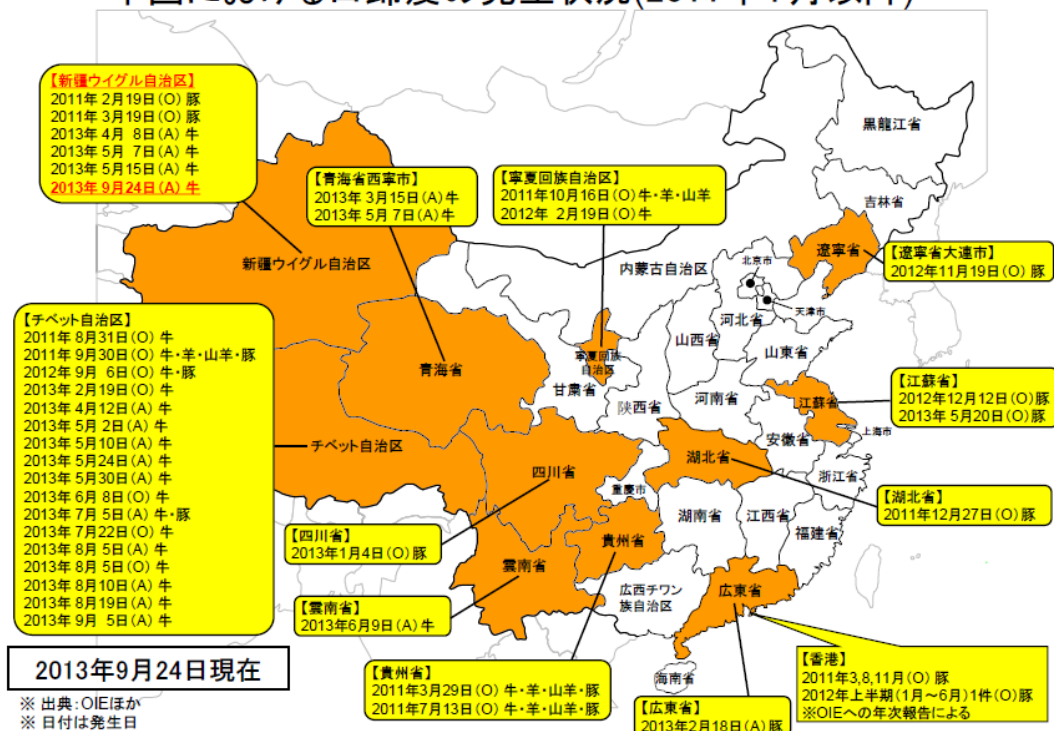 中国における口蹄疫の発生状況(2011年1月以降)
【新疆ウイグル自治区】
2011年 2月19日(O) 豚
2011年 3月19日(O) 豚
2013年 4月 8日(A) 牛
2013年 5月 7日(A) 牛
2013年 5月15日(A) 牛
2013年 9月24日(A) 牛
【青海省西寧市】
2013年 3月15日(A)牛
2013年 5月 7日(A)牛
【寧夏回族自治区】
2011年10月16日(O)牛・羊・山羊
2012年 2月19日(O)牛
黒龍江省
吉林省
遼寧省
【遼寧省大連市】
2012年11月19日(O) 豚
新疆ウイグル自治区
内蒙古自治区
北京市
天津市
河北省
山西省
山東省
【チベット自治区】
2011年 8月31日(O) 牛
2011年 9月30日(O) 牛・羊・山羊・豚
2012年 9月 6日(O) 牛・豚
2013年 2月19日(O) 牛
2013年 4月12日(A) 牛
2013年 5月 2日(A) 牛
2013年 5月10日(A) 牛
2013年 5月24日(A) 牛
2013年 5月30日(A) 牛
2013年 6月 8日(O) 牛
2013年 7月 5日(A) 牛・豚
2013年 7月22日(O) 牛
2013年 8月 5日(A) 牛
2013年 8月 5日(O) 牛
2013年 8月10日(A) 牛
2013年 8月19日(A) 牛
2013年 9月 5日(A) 牛
青海省
寧夏回族
自治区
甘粛省
陝西省
河南省
江蘇省
【江蘇省】
2012年12月12日(O)豚
2013年 5月20日(O)豚
上海市
安徽省
チベット自治区
四川省
重慶市
湖北省
浙江省
【湖北省】
2011年12月27日(O)豚
湖南省
江西省
福建省
【四川省】
2013年1月4日(O)豚
貴州省
雲南省
広西チワン
族自治区
広東省
【雲南省】
2013年6月9日(A)牛
海南省
【貴州省】
2011年3月29日(O) 牛・羊・山羊・豚
2011年7月13日(O) 牛・羊・山羊・豚
【広東省】
2013年2月18日(A)豚
【香港】
2011年3,8,11月(O) 豚
2012年上半期(1月～6月)1件(O)豚
※OIEへの年次報告による
2013年9月24日現在
※ 出典:OIEほか
※ 日付は発生日